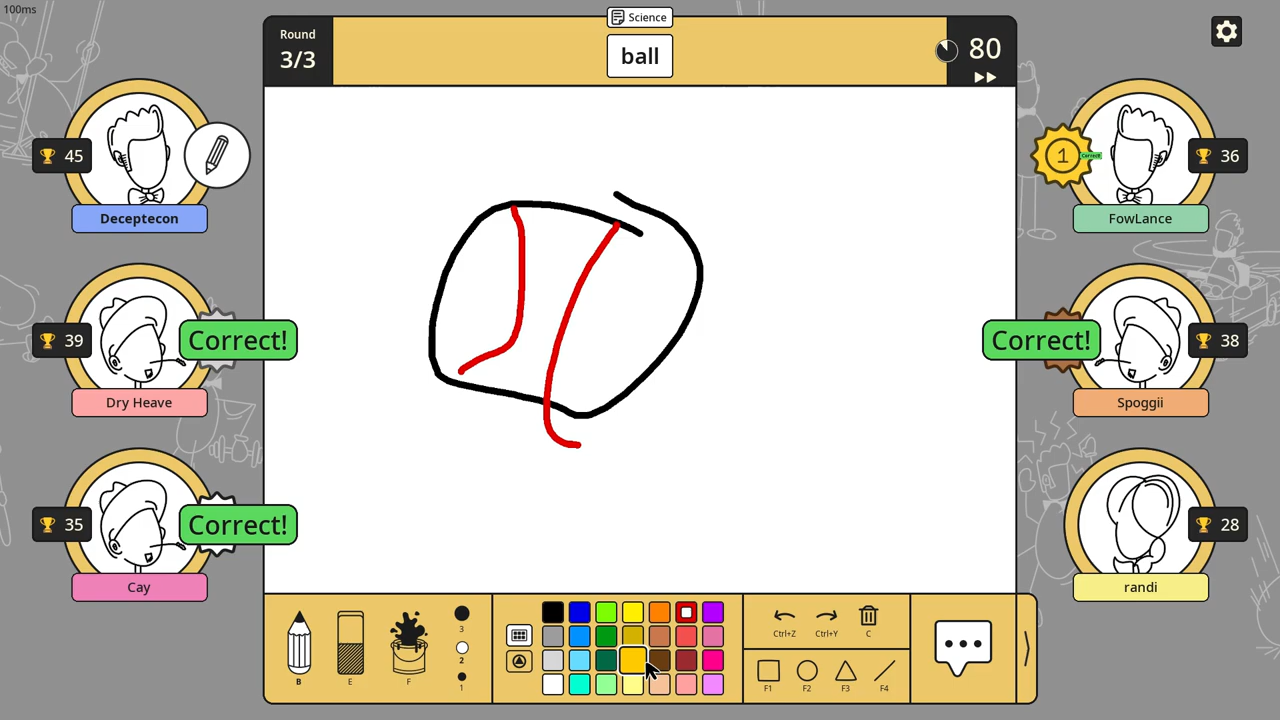 100ms
Science
Round
3/3
ball
80
45
Deceptecon
1
Correct!
36
FowLance
39
Correct!
Dry Heave
Correct!
38
Spoggii
35
Correct!
Cay
28
randi
3
2
1
B
E
F
Ctrl+Z
Ctrl+Y
C
F1
F2
F3
F4